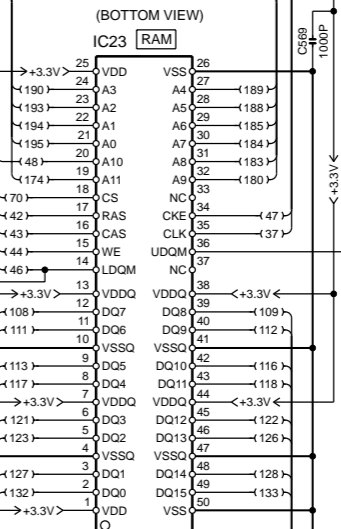 (BOTTOM VIEW)
IC23 RAM
C569
1000P
+3.3V 25 VDD VSS 26
190 24 A3 A4 27 189
193 23 A2 A5 28 188
194 22 A1 A6 29 185
195 21 A0 A7 30 184
48 20 A10 A8 31 183
174 19 A11 A9 32 180
+3.3V
70 18 CS NC 33
42 17 RAS CKE 34 47
43 16 CAS CLK 35 37
44 15 WE UDQM 36
46 14 LDQM NC 37
+3.3V 13 VDDQ VDDQ 38 +3.3V
108 12 DQ7 DQ8 39 109
111 11 DQ6 DQ9 40 112
10 VSSQ VSSQ 41
113 9 DQ5 DQ10 42 116
117 8 DQ4 DQ11 43 118
+3.3V 7 VDDQ VDDQ 44 +3.3V
121 6 DQ3 DQ12 45 122
123 5 DQ2 DQ13 46 126
4 VSSQ VSSQ 47
127 3 DQ1 DQ14 48 128
132 2 DQ0 DQ15 49 133
+3.3V 1 VDD VSS 50